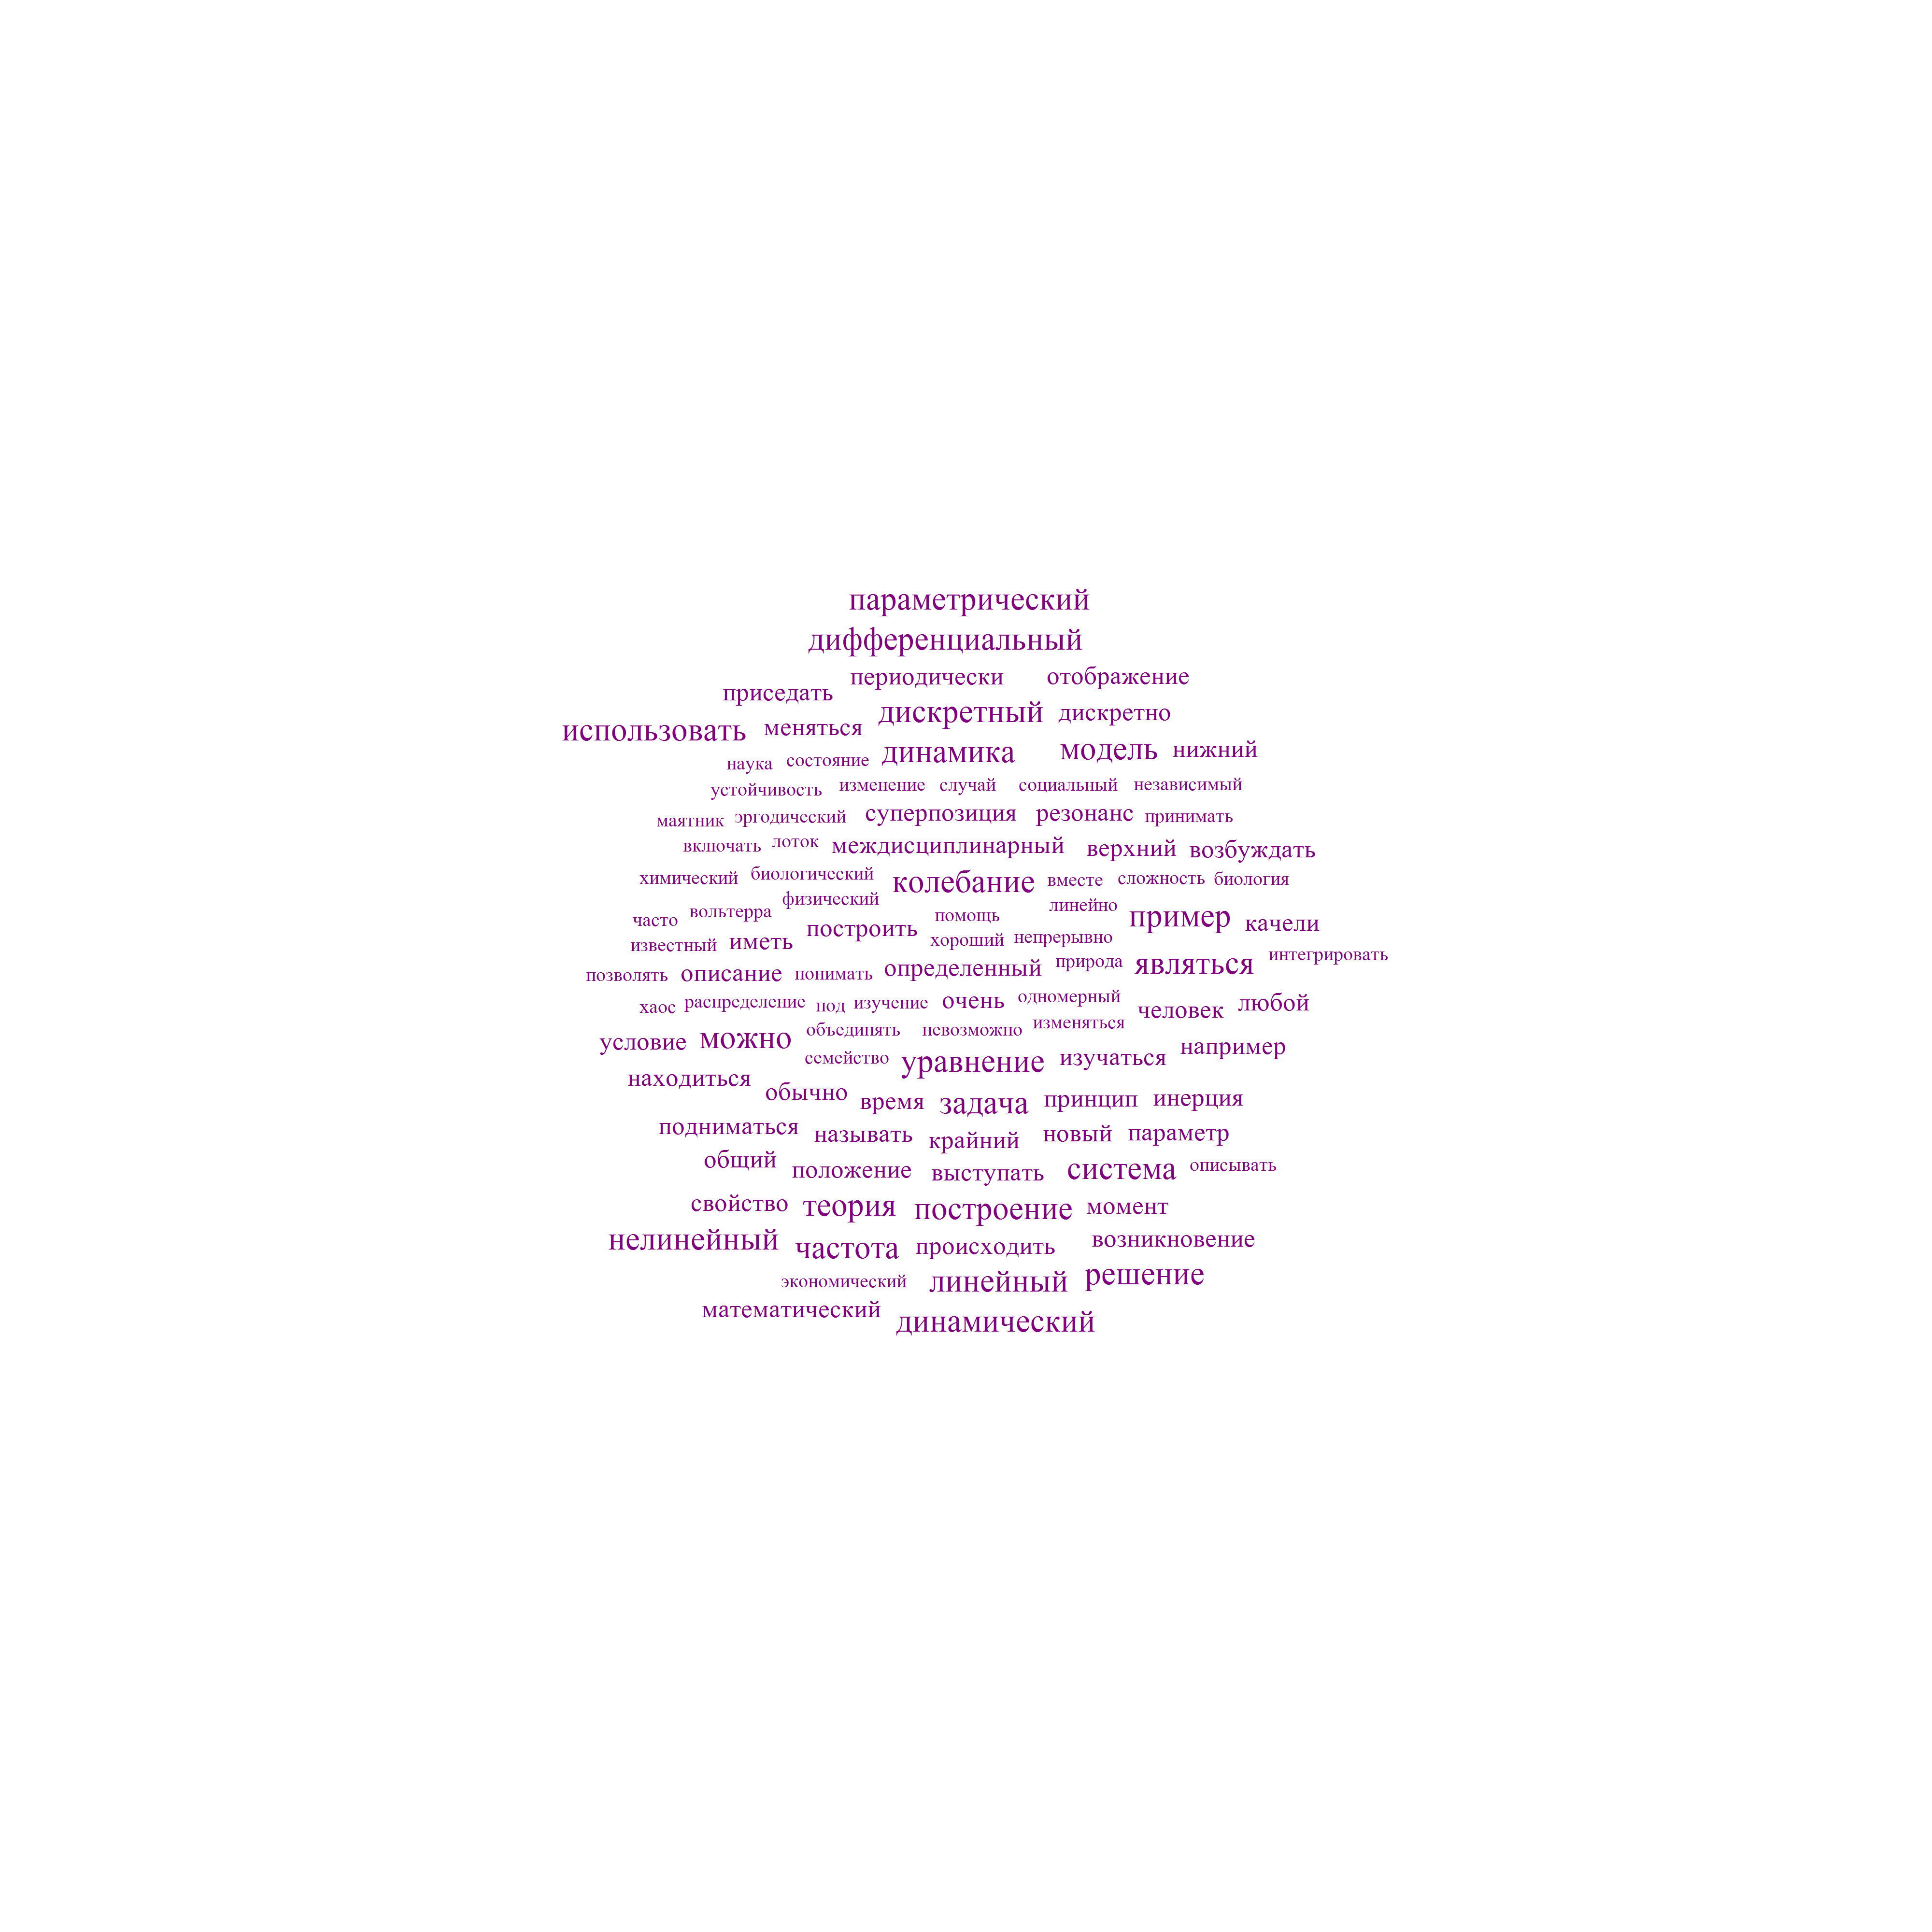 параметрический
дифференциальный
периодически отображение
приседать
дискретный дискретно
использовать меняться
динамика модель нижний
наука состояние
устойчивость изменение случай социальный независимый
маятник эргодический суперпозиция резонанс принимать
включать лоток междисциплинарный верхний возбуждать
химический биологический колебание вместе сложность биология
физический
часто вольтерра помощь линейно пример качели
известный иметь построить хороший непрерывно
позволять описание понимать определенный природа являться интегрировать
хаос распределение под изучение очень одномерный человек любой
условие можно объединять невозможно изменяться
семейство уравнение изучаться например
находиться
обычно время задача принцип инерция
подниматься называть крайний новый параметр
общий положение выступать система описывать
свойство теория построение момент
нелинейный частота происходить возникновение
экономический линейный решение
математический динамический